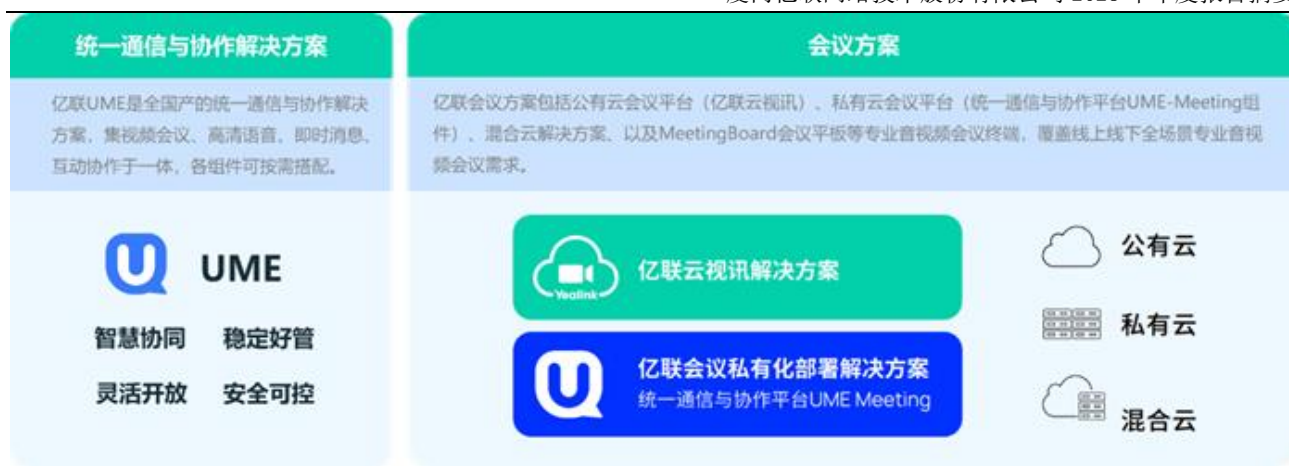 统一通信与协作解决方案
亿联UME是全国产的统一通信与协作解决
方案，集视频会议、高清语音、即时消息、
互动协作于一体，各组件可按需搭配。
UME
智慧协同 稳定好管
灵活开放 安全可控
会议方案
亿联会议方案包括公有云会议平台（亿联云视讯）、私有云会议平台（统一通信与协作平台UME-Meeting组
件）、混合云解决方案、以及MeetingBoard会议平板等专业音视频会议终端，覆盖线上线下全场景专业音视
频会议需求。
Yealink
亿联云视讯解决方案
亿联会议私有化部署解决方案
统一通信与协作平台UME Meeting
公有云
私有云
混合云